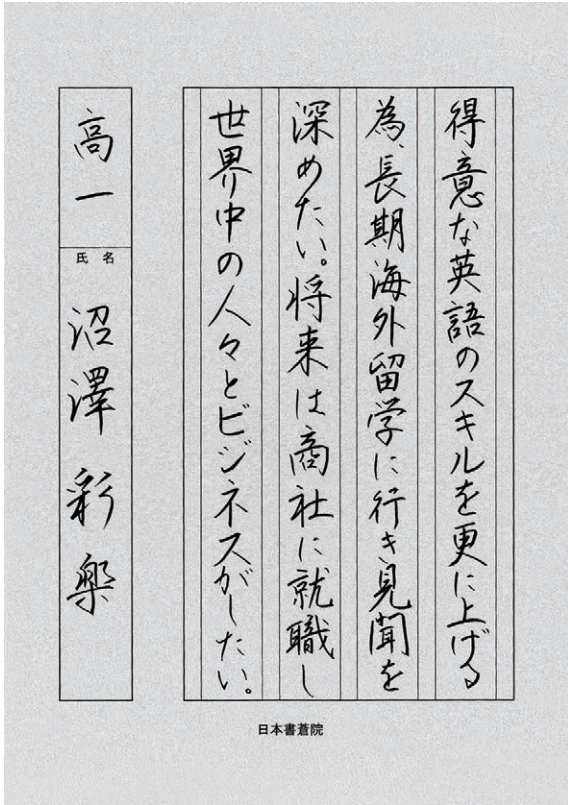 得意な英語のスキルを更に上げる
為、長期海外留学に行き見聞を
深めたい。将来は商社に就職し
世界中の人々とビジネスがしたい。
高一
氏名
沼澤彩楽
日本書蒼院